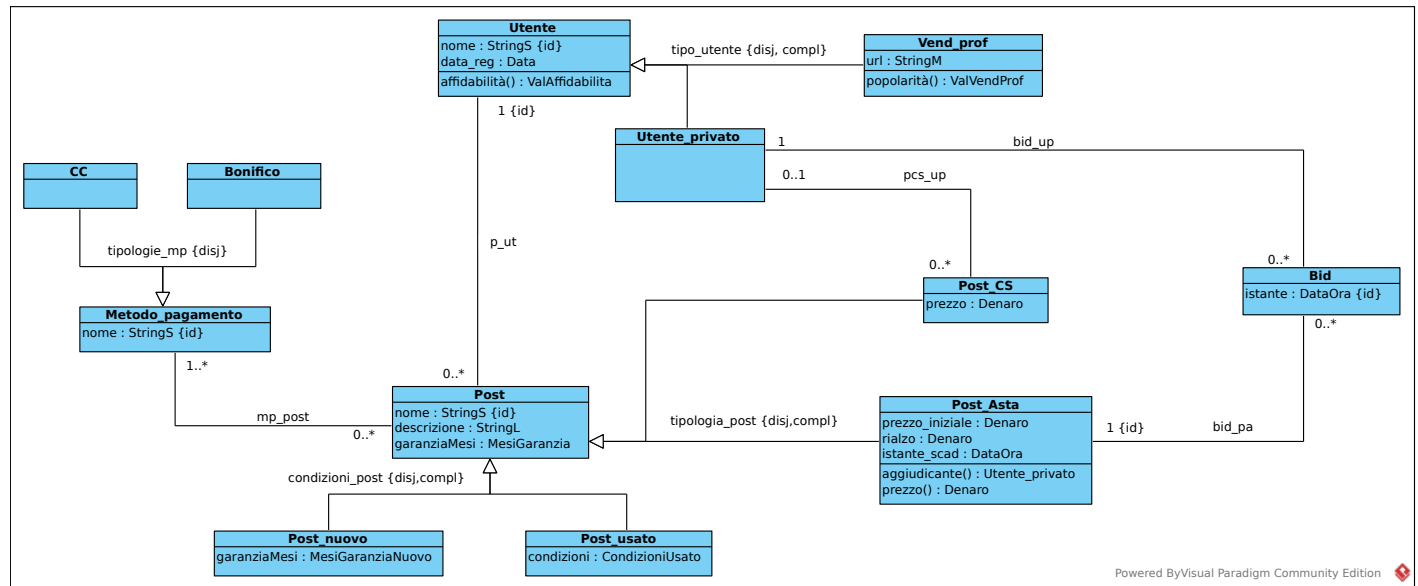 Utente
nome : StringS {id}
data_reg : Data
affidabilità() : ValAffidabilita
tipo_utente {disj, compl}
Vend_prof
url : StringM
popolarità() : ValVendProf
1 {id}
Utente_privato
1
bid_up
0..1
pcs_up
CC
Bonifico
tipologie_mp {disj}
p_ut
0..*
Post_CS
prezzo : Denaro
0..*
Bid
istante : DataOra {id}
0..*
Metodo_pagamento
nome : StringS {id}
1..*
mp_post
0..*
0..*
Post
nome : StringS {id}
descrizione : StringL
garanziaMesi : MesiGaranzia
tipologia_post {disj,compl}
Post_Asta
prezzo_iniziale : Denaro
rialzo : Denaro
istante_scad : DataOra
aggiudicante() : Utente_privato
prezzo() : Denaro
1 {id}
bid_pa
condizioni_post {disj,compl}
Post_nuovo
garanziaMesi : MesiGaranziaNuovo
Post_usato
condizioni : CondizioniUsato
Powered ByVisual Paradigm Community Edition